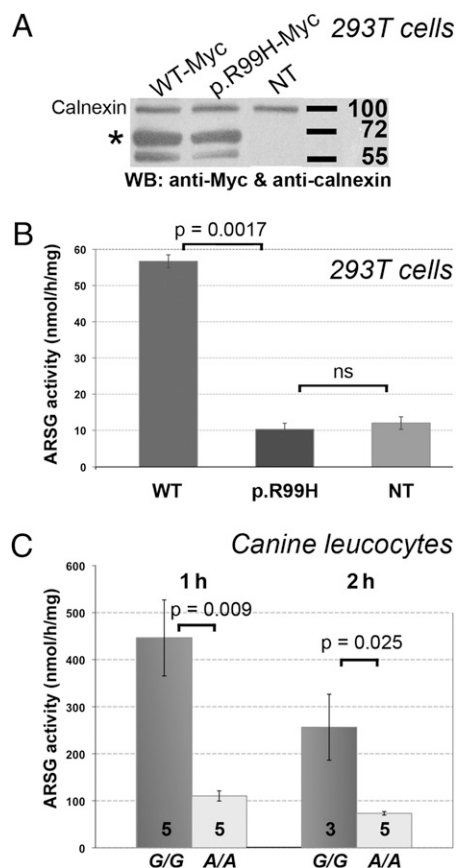 A
293T cells
WT-Myc p.R99H-Myc NT
Calnexin 100
* 72
55
WB: anti-Myc & anti-calnexin
B
p = 0.0017
293T cells
ns
ARSG activity (nmol/h/mg)
60
50
40
30
20
10
0
WT p.R99H NT
C
Canine leucocytes
1 h 2 h
p = 0.009
p = 0.025
ARSG activity (nmol/h/mg)
600
500
400
300
200
100
0
5 5 3 5
G/G A/A G/G A/A